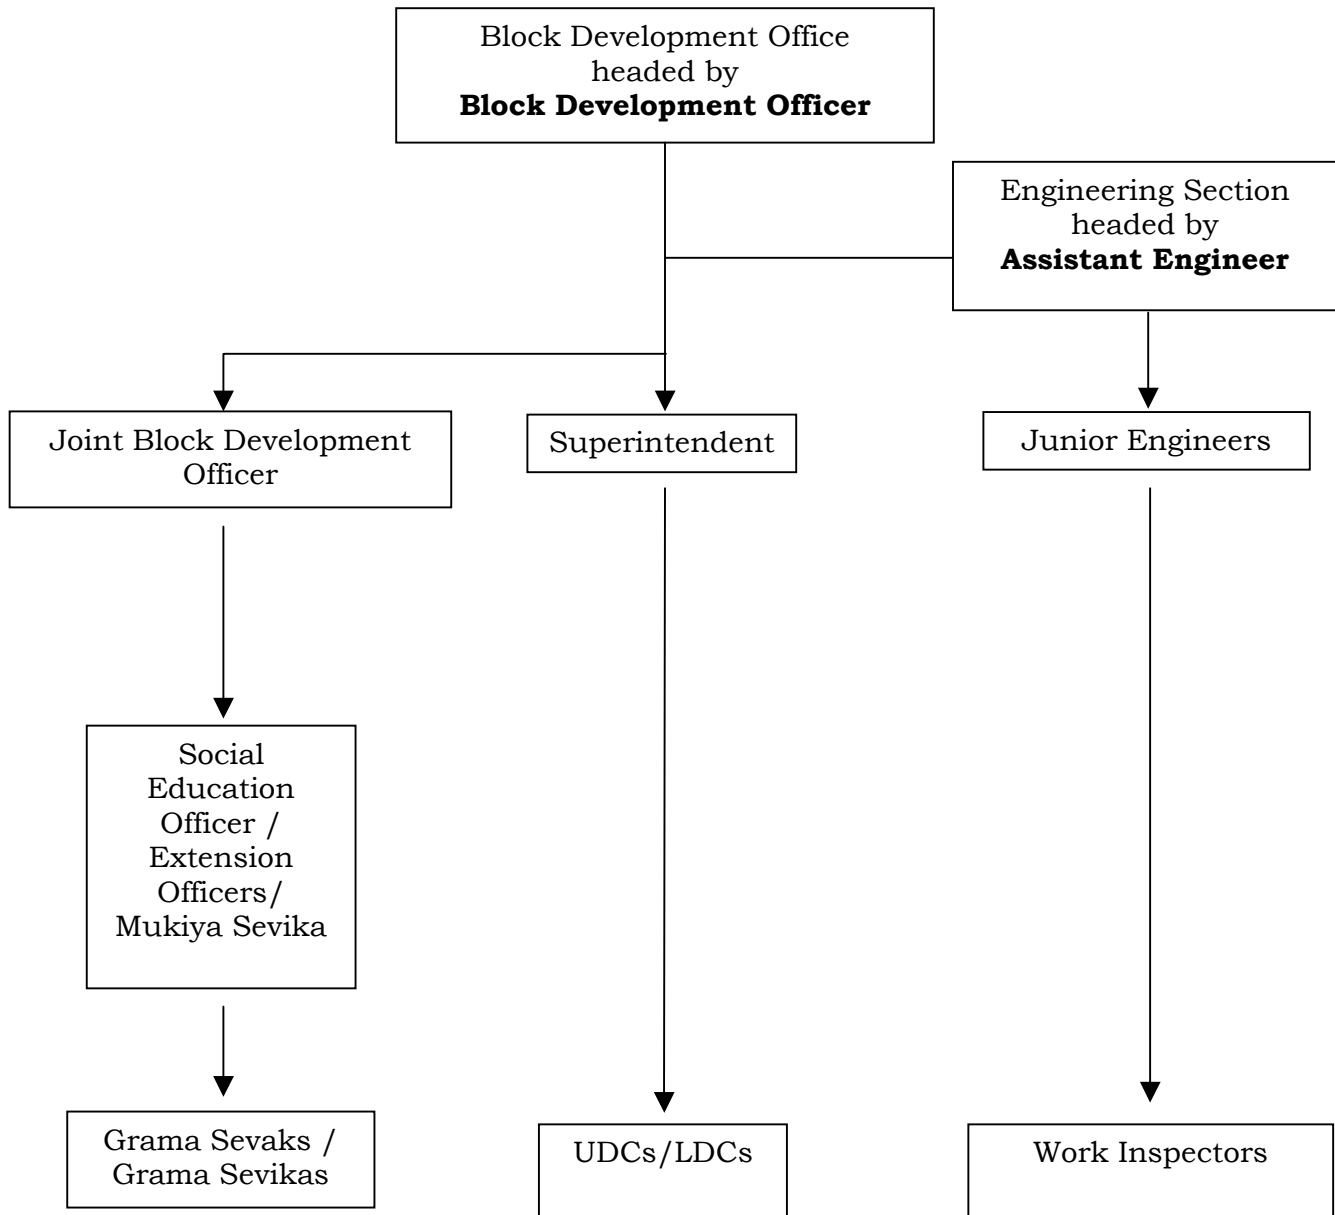 Block Development Office
headed by
Block Development Officer
Engineering Section
headed by
Assistant Engineer
Joint Block Development
Officer
Superintendent
Junior Engineers
Social
Education
Officer /
Extension
Officers/
Mukiya Sevika
Grama Sevaks /
Grama Sevikas
UDCs/LDCs
Work Inspectors